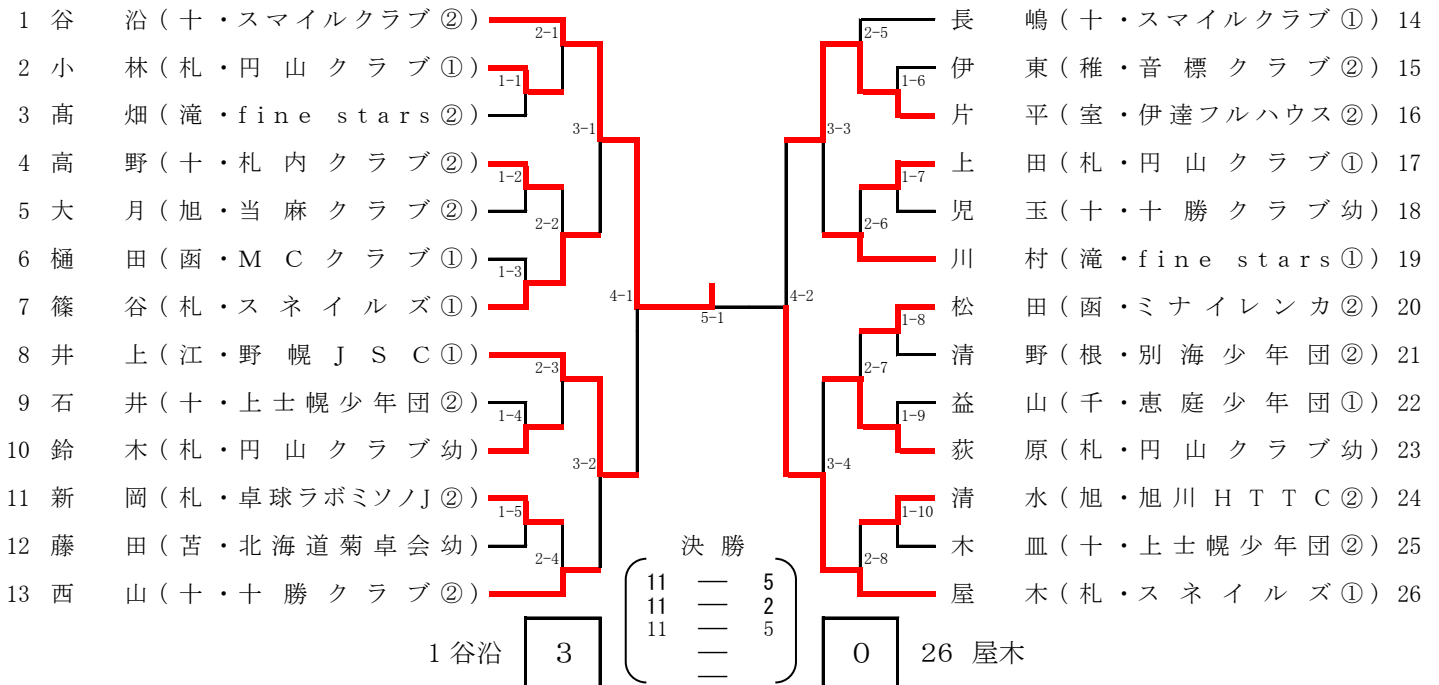 1 谷 沼(十・スマイルクラブ②)
2 小 林(札・円山クラブ①)
3 髙 畑(滝・fine stars②)
4 高 野(十・札内クラブ②)
5 大 月(旭・当麻クラブ②)
6 樋 田(函・MCクラブ①)
7 篠 谷(札・スネイルズ①)
8 井 上(江・野幌JSC①)
9 石 井(十・上士幌少年団②)
10 鈴 木(札・円山クラブ幼)
11 新 岡(札・卓球ラボミソノJ②)
12 藤 田(苫・北海道菊卓会幼)
13 西 山(十・十勝クラブ②)
2-1
1-1
3-1
1-2
2-2
1-3
4-1
2-3
1-4
3-2
1-5
2-4
5-1
4-2
2-5
1-6
3-3
1-7
2-6
1-8
2-7
1-9
3-4
1-10
2-8
長 嶋(十・スマイルクラブ①) 14
伊 東(稚・音標クラブ②) 15
片 平(室・伊達フルハウス②) 16
上 田(札・円山クラブ①) 17
児 玉(十・十勝クラブ幼) 18
川 村(滝・fine stars①) 19
松 田(函・ミナイレンカ②) 20
清 野(根・別海少年団②) 21
益 山(千・恵庭少年団①) 22
荻 原(札・円山クラブ幼) 23
清 水(旭・旭川HTTC②) 24
木 皿(十・上士幌少年団②) 25
屋 木(札・スネイルズ①) 26
決 勝
11 — 5
11 — 2
11 — 5
—
—
1 谷沼 3
0 26 屋木